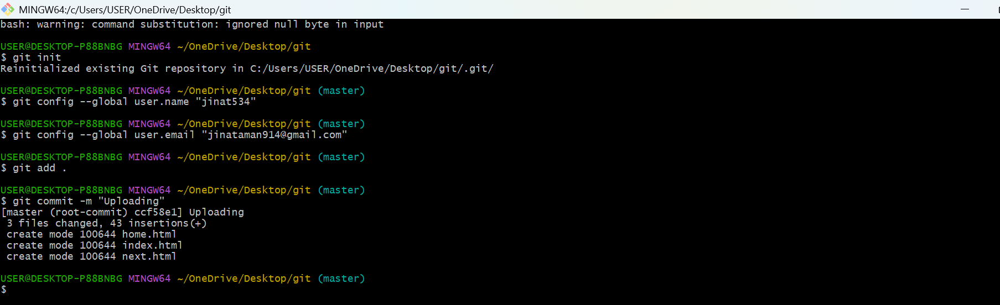 MINGW64:/c/Users/USER/OneDrive/Desktop/git
bash: warning: command substitution: ignored null byte in input
USER@DESKTOP-P88BNBG MINGW64 ~/OneDrive/Desktop/git
$ git init
Reinitialized existing Git repository in C:/Users/USER/OneDrive/Desktop/git/.git/
USER@DESKTOP-P88BNBG MINGW64 ~/OneDrive/Desktop/git (master)
$ git config --global user.name "jinat534"
USER@DESKTOP-P88BNBG MINGW64 ~/OneDrive/Desktop/git (master)
$ git config --global user.email "jinataman914@gmail.com"
USER@DESKTOP-P88BNBG MINGW64 ~/OneDrive/Desktop/git (master)
$ git add .
USER@DESKTOP-P88BNBG MINGW64 ~/OneDrive/Desktop/git (master)
$ git commit -m "Uploading"
[master (root-commit) ccf58e1] Uploading
 3 files changed, 43 insertions(+)
 create mode 100644 home.html
 create mode 100644 index.html
 create mode 100644 next.html
USER@DESKTOP-P88BNBG MINGW64 ~/OneDrive/Desktop/git (master)
$